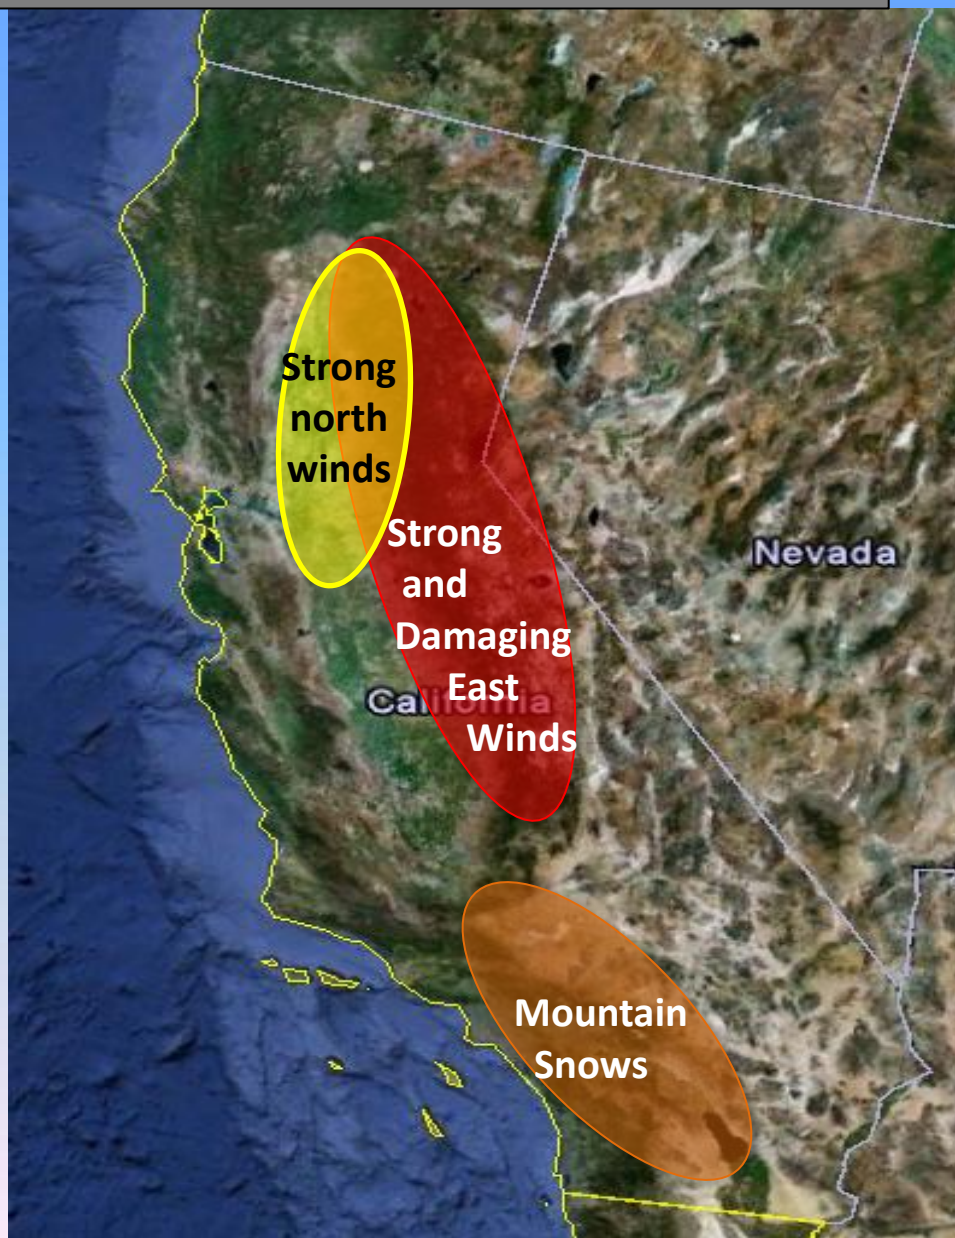 Strong
north
winds
Strong
and
Damaging
East
Winds
Nevada
California
Mountain
Snows